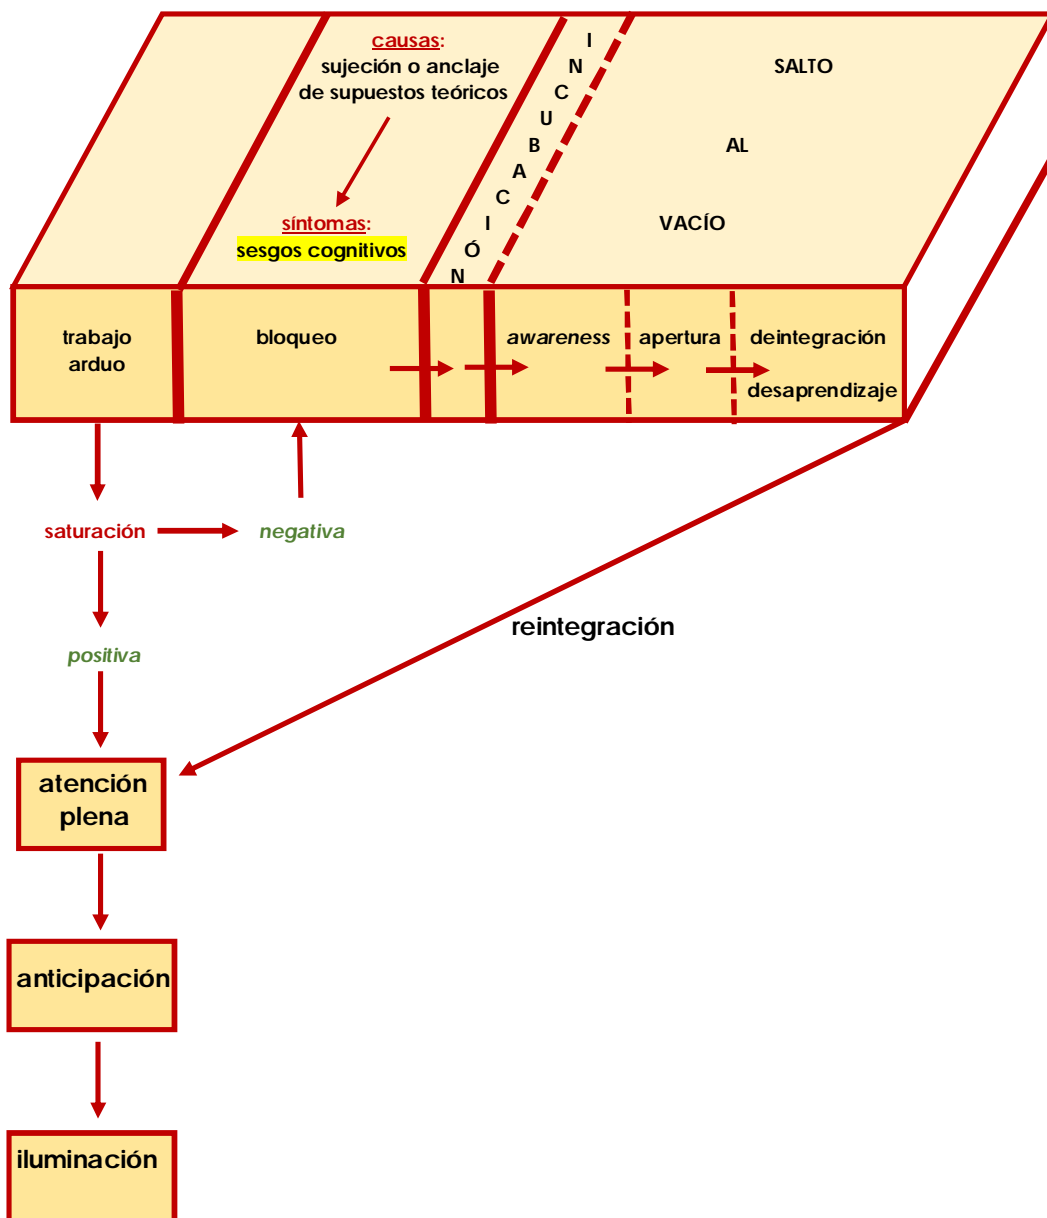 causas:
sujeción o anclaje
de supuestos teóricos
síntomas:
sesgos cognitivos
INCUBACIÓN
SALTO
AL
VACÍO
trabajo
arduo
bloqueo
awareness
apertura
deintegración
desaprendizaje
saturación
negativa
positiva
reintegración
atención
plena
anticipación
iluminación